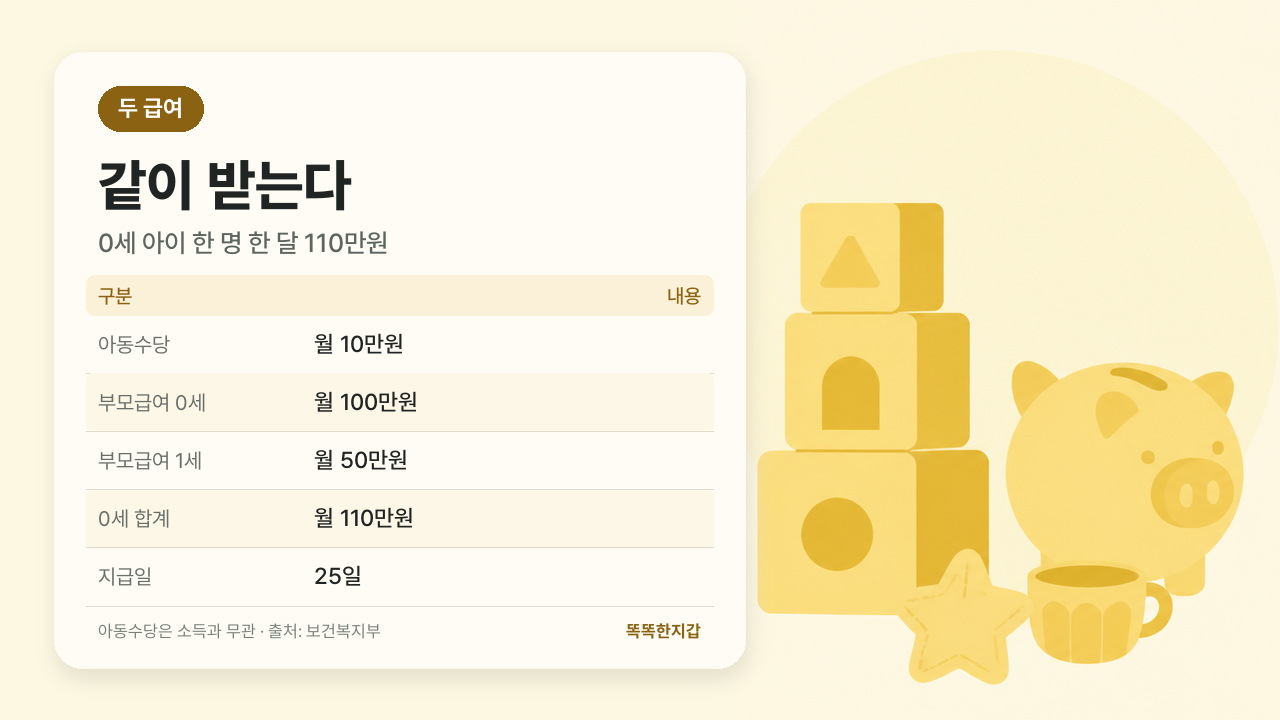 두 급여
같이 받는다
0세 아이 한 명 한 달 110만원
구분 내용
아동수당 월 10만원
부모급여 0세 월 100만원
부모급여 1세 월 50만원
0세 합계 월 110만원
지급일 25일
아동수당은 소득과 무관 · 출처: 보건복지부 똑똑한지갑